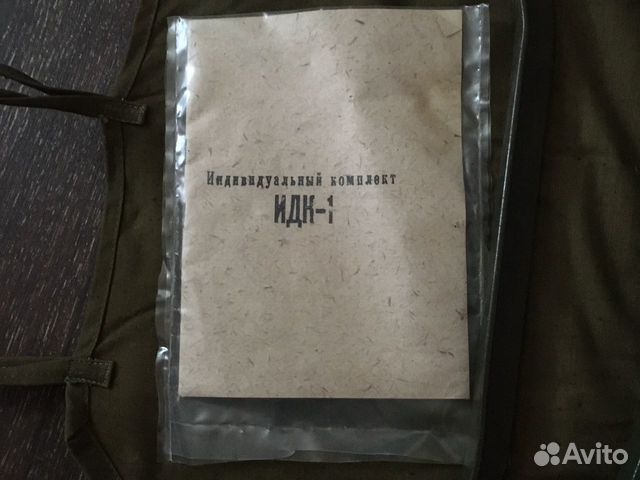 Индивидуальный комплект
ИДК-1
Avito